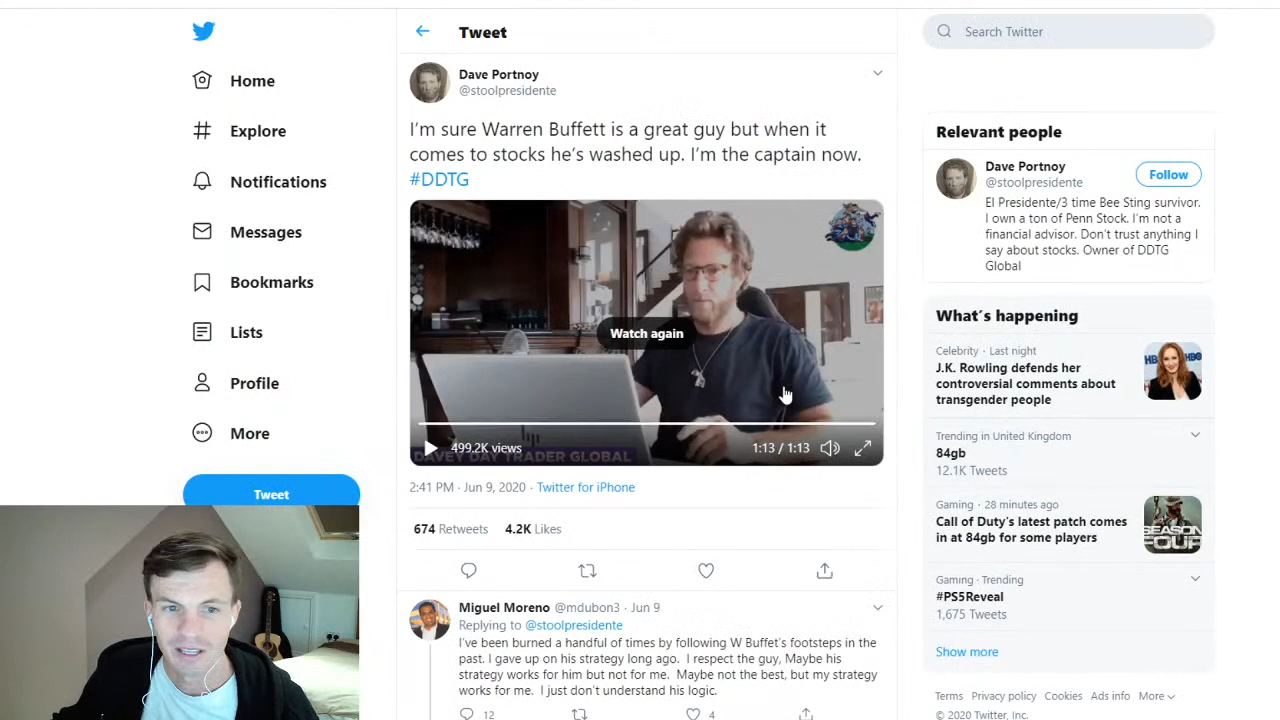 Home
Explore
Notifications
Messages
Bookmarks
Lists
Profile
More
Tweet
Tweet
Dave Portnoy
@stoolpresidente
I'm sure Warren Buffett is a great guy but when it
comes to stocks he's washed up. I'm the captain now.
#DDTG
Watch again
499.2K views
1:13 / 1:13
DAVEY DAY TRADER GLOBAL
2:41 PM · Jun 9, 2020 · Twitter for iPhone
674 Retweets 4.2K Likes
Miguel Moreno @mdubon3 · Jun 9
Replying to @stoolpresidente
I've been burned a handful of times by following W Buffet's footsteps in the
past. I gave up on his strategy long ago. I respect the guy, Maybe his
strategy works for him but not for me. Maybe not the best, but my strategy
works for me. I just don't understand his logic.
12
4
Search Twitter
Relevant people
Dave Portnoy
@stoolpresidente
Follow
El Presidente/3 time Bee Sting survivor.
I own a ton of Penn Stock. I'm not a
financial advisor. Don't trust anything I
say about stocks. Owner of DDTG
Global
What's happening
Celebrity · Last night
J.K. Rowling defends her
controversial comments about
transgender people
HBO
Trending in United Kingdom
84gb
12.1K Tweets
Gaming · 28 minutes ago
Call of Duty's latest patch comes
in at 84gb for some players
SEASON
FOUR
Gaming · Trending
#PS5Reveal
1,675 Tweets
Show more
Terms Privacy policy Cookies Ads info More
© 2020 Twitter, Inc.